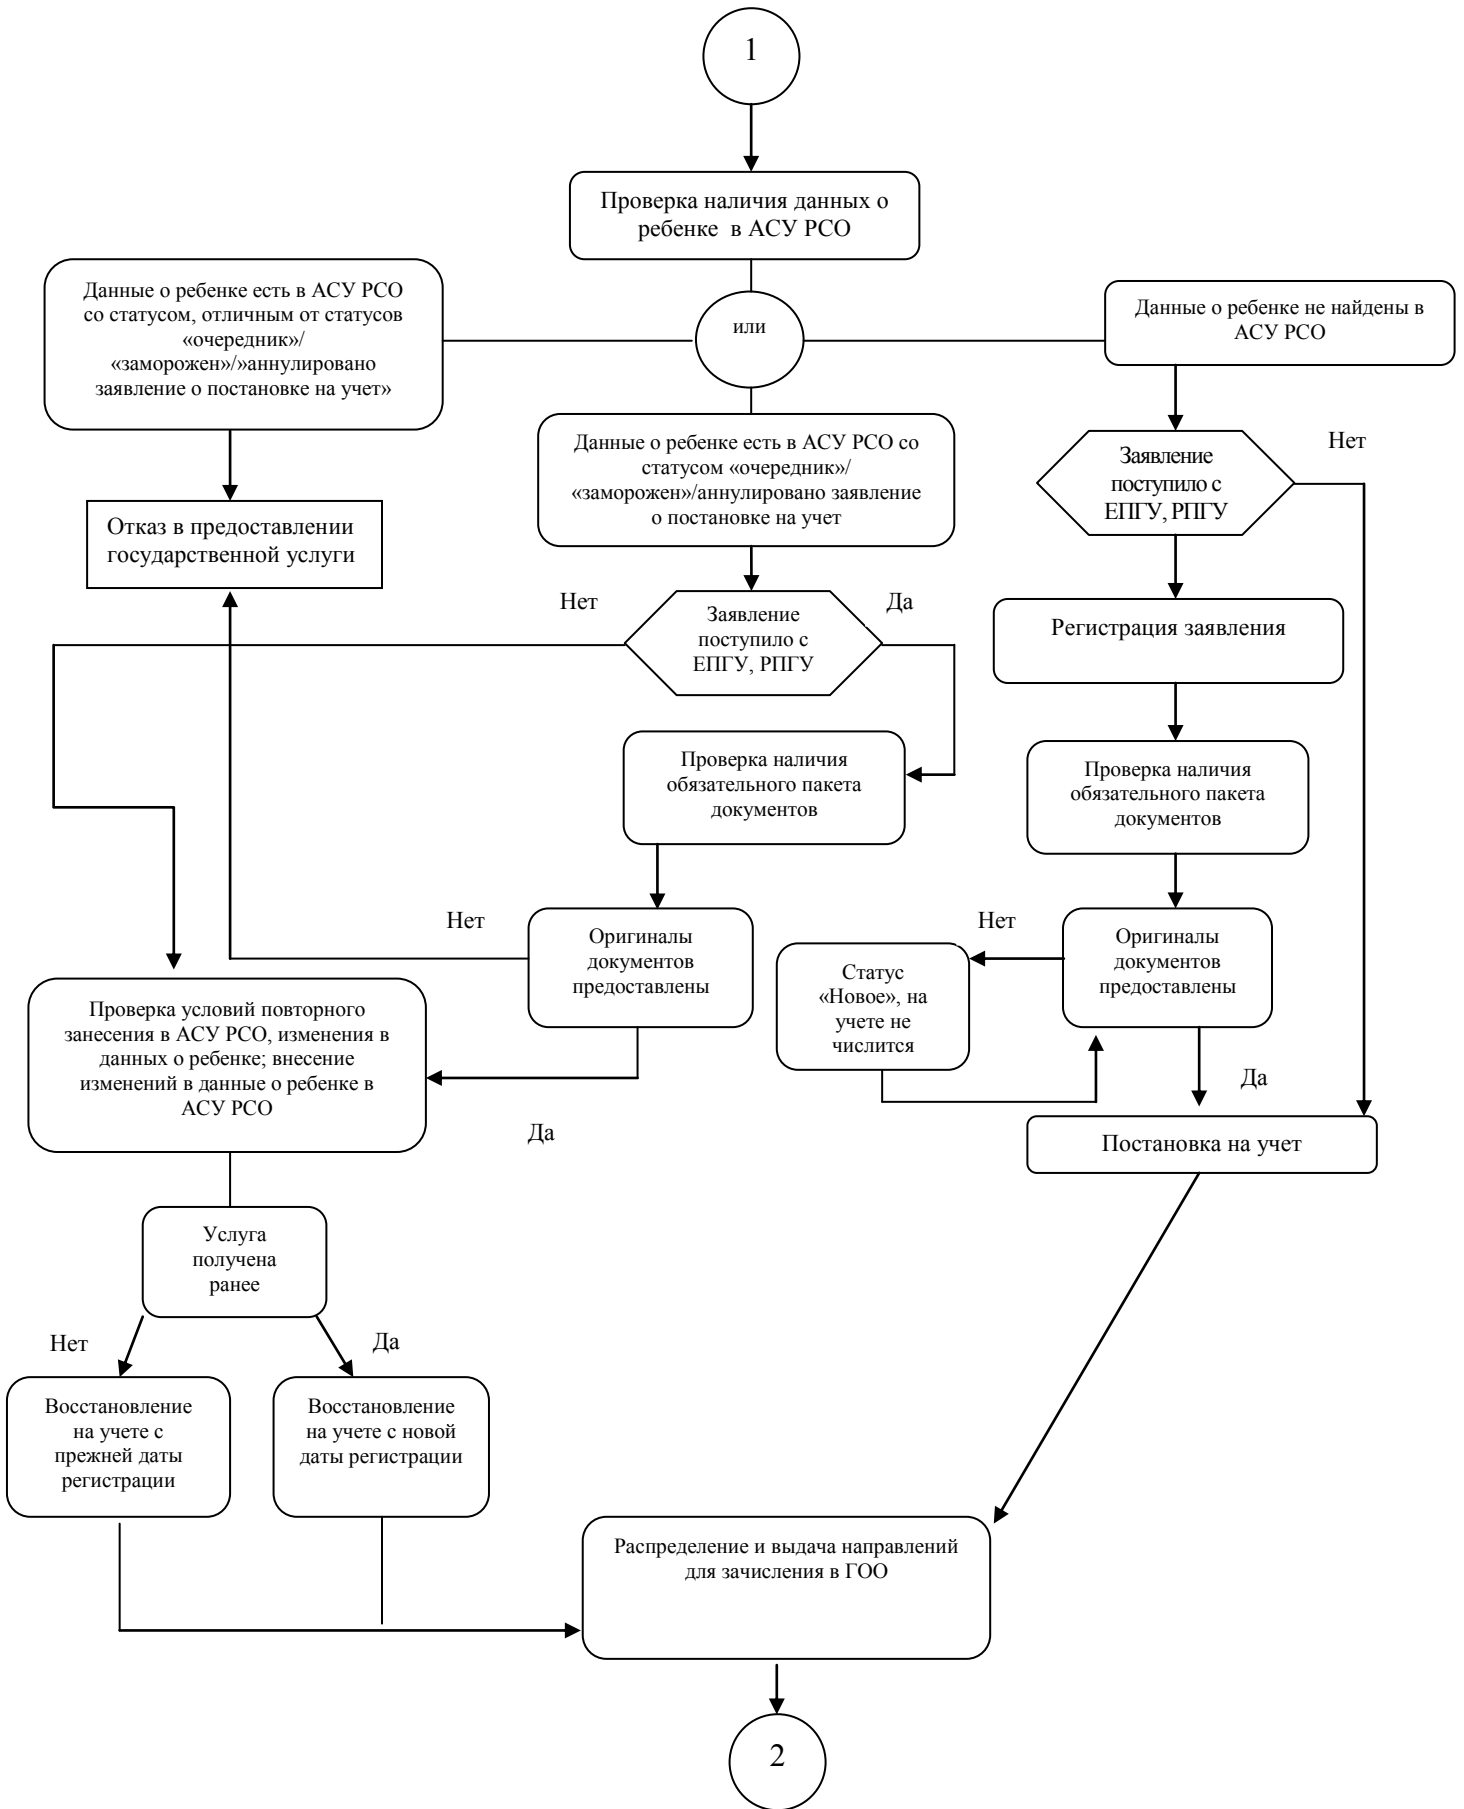 1
Проверка наличия данных о
ребенке в АСУ РСО
Данные о ребенке есть в АСУ РСО
со статусом, отличным от статусов
«очередник»/
«заморожен»/»аннулировано
заявление о постановке на учет»
или
Данные о ребенке не найдены в
АСУ РСО
Данные о ребенке есть в АСУ РСО со
статусом «очередник»/
«заморожен»/аннулировано заявление
о постановке на учет
Заявление
поступило с
ЕПГУ, РПГУ
Нет
Отказ в предоставлении
государственной услуги
Нет
Заявление
поступило с
ЕПГУ, РПГУ
Да
Регистрация заявления
Проверка наличия
обязательного пакета
документов
Проверка наличия
обязательного пакета
документов
Нет
Оригиналы
документов
предоставлены
Нет
Оригиналы
документов
предоставлены
Статус
«Новое», на
учете не
числится
Проверка условий повторного
занесения в АСУ РСО, изменения в
данных о ребенке; внесение
изменений в данные о ребенке в
АСУ РСО
Да
Да
Постановка на учет
Услуга
получена
ранее
Нет
Да
Восстановление
на учете с
прежней даты
регистрации
Восстановление
на учете с новой
даты регистрации
Распределение и выдача направлений
для зачисления в ГОО
2